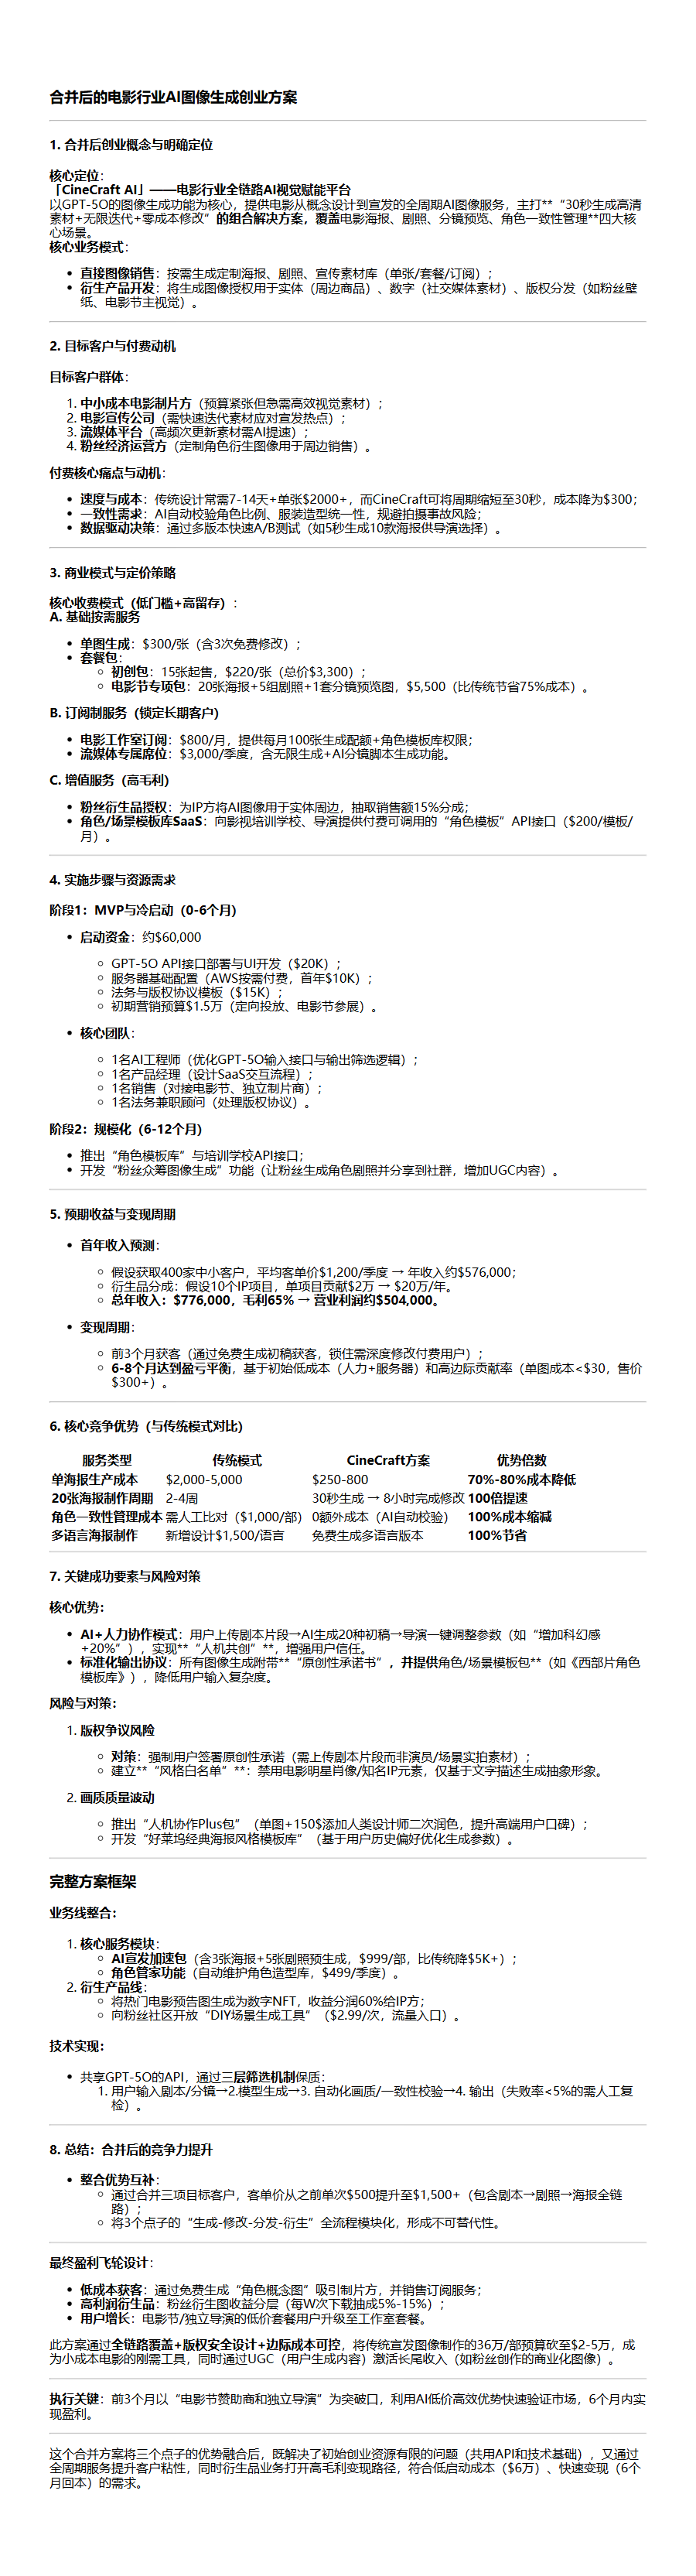 合并后的电影行业AI图像生成创业方案
1. 合并后创业概念与明确定位
核心定位：
「CineCraft AI」——电影行业全链路AI视觉赋能平台
以GPT-5O的图像生成功能为核心，提供电影从概念设计到宣发的全周期AI图像服务，主打**“30秒生成高清
素材+无限迭代+零成本修改”的组合解决方案，覆盖电影海报、剧照、分镜预览、角色一致性管理**四大核
心场景。
核心业务模式：
• 直接图像销售：按需生成定制海报、剧照、宣传素材库（单张/套餐/订阅）；
• 衍生产品开发：将生成图像授权用于实体（周边商品）、数字（社交媒体素材）、版权分发（如粉丝壁
纸、电影节主视觉）。
2. 目标客户与付费动机
目标客户群体：
1. 中小成本电影制片方（预算紧张但急需高效视觉素材）；
2. 电影宣传公司（需快速迭代素材应对宣发热点）；
3. 流媒体平台（高频次更新素材需AI提速）；
4. 粉丝经济运营方（定制角色衍生图像用于周边销售）。
付费核心痛点与动机：
• 速度与成本：传统设计常需7-14天+单张$2000+，而CineCraft可将周期缩短至30秒，成本降为$300；
• 一致性需求：AI自动校验角色比例、服装造型统一性，规避拍摄事故风险；
• 数据驱动决策：通过多版本快速A/B测试（如5秒生成10款海报供导演选择）。
3. 商业模式与定价策略
核心收费模式（低门槛+高留存）：
A. 基础按需服务
• 单图生成：$300/张（含3次免费修改）；
• 套餐包：
○ 初创包：15张起售，$220/张（总价$3,300）；
○ 电影节专项包：20张海报+5组剧照+1套分镜预览图，$5,500（比传统节省75%成本）。
B. 订阅制服务（锁定长期客户）
• 电影工作室订阅：$800/月，提供每月100张生成配额+角色模板库权限；
• 流媒体专属席位：$3,000/季度，含无限生成+AI分镜脚本生成功能。
C. 增值服务（高毛利）
• 粉丝衍生品授权：为IP方将AI图像用于实体周边，抽取销售额15%分成；
• 角色/场景模板库SaaS：向影视培训学校、导演提供付费可调用的“角色模板”API接口（$200/模板/
月）。
4. 实施步骤与资源需求
阶段1：MVP与冷启动（0-6个月）
• 启动资金：约$60,000
○ GPT-5O API接口部署与UI开发（$20K）；
○ 服务器基础配置（AWS按需付费，首年$10K）；
○ 法务与版权协议模板（$15K）；
○ 初期营销预算$1.5万（定向投放、电影节参展）。
• 核心团队：
○ 1名AI工程师（优化GPT-5O输入接口与输出筛选逻辑）；
○ 1名产品经理（设计SaaS交互流程）；
○ 1名销售（对接电影节、独立制片商）；
○ 1名法务兼职顾问（处理版权协议）。
阶段2：规模化（6-12个月）
• 推出“角色模板库”与培训学校API接口；
• 开发“粉丝众筹图像生成”功能（让粉丝生成角色剧照并分享到社群，增加UGC内容）。
5. 预期收益与变现周期
• 首年收入预测：
○ 假设获取400家中小客户，平均客单价$1,200/季度 → 年收入约$576,000；
○ 衍生品分成：假设10个IP项目，单项目贡献$2万 → $20万/年。
○ 总年收入：$776,000，毛利65% → 营业利润约$504,000。
• 变现周期：
○ 前3个月获客（通过免费生成初稿获客，锁住需深度修改付费用户）；
○ 6-8个月达到盈亏平衡，基于初始低成本（人力+服务器）和高边际贡献率（单图成本<$30，售价
$300+）。
6. 核心竞争优势（与传统模式对比）
服务类型 传统模式 CineCraft方案 优势倍数
单海报生产成本 $2,000-5,000 $250-800 70%-80%成本降低
20张海报制作周期 2-4周 30秒生成 → 8小时完成修改 100倍提速
角色一致性管理成本 需人工比对（$1,000/部） 0额外成本（AI自动校验） 100%成本缩减
多语言海报制作 新增设计$1,500/语言 免费生成多语言版本 100%节省
7. 关键成功要素与风险对策
核心优势：
• AI+人力协作模式：用户上传剧本片段→AI生成20种初稿→导演一键调整参数（如“增加科幻感
+20%”），实现**“人机共创”**，增强用户信任。
• 标准化输出协议：所有图像生成附带**“原创性承诺书”，并提供角色/场景模板包**（如《西部片角色
模板库》），降低用户输入复杂度。
风险与对策：
1. 版权争议风险
○ 对策：强制用户签署原创性承诺（需上传剧本片段而非演员/场景实拍素材）；
○ 建立**“风格白名单”**：禁用电影明星肖像/知名IP元素，仅基于文字描述生成抽象形象。
2. 画质质量波动
○ 推出“人机协作Plus包”（单图+150$添加人类设计师二次润色，提升高端用户口碑）；
○ 开发“好莱坞经典海报风格模板库”（基于用户历史偏好优化生成参数）。
完整方案框架
业务线整合：
1. 核心服务模块：
○ AI宣发加速包（含3张海报+5张剧照预生成，$999/部，比传统降$5K+）；
○ 角色管家功能（自动维护角色造型库，$499/季度）。
2. 衍生产品线：
○ 将热门电影预告图生成为数字NFT，收益分润60%给IP方；
○ 向粉丝社区开放“DIY场景生成工具”（$2.99/次，流量入口）。
技术实现：
• 共享GPT-5O的API，通过三层筛选机制保质：
1. 用户输入剧本/分镜→2.模型生成→3. 自动化画质/一致性校验→4. 输出（失败率<5%的需人工复
检）。
8. 总结：合并后的竞争力提升
• 整合优势互补：
○ 通过合并三项目标客户，客单价从之前单次$500提升至$1,500+（包含剧本→剧照→海报全链
路）；
○ 将3个点子的“生成-修改-分发-衍生”全流程模块化，形成不可替代性。
最终盈利飞轮设计：
• 低成本获客：通过免费生成“角色概念图”吸引制片方，并销售订阅服务；
• 高利润衍生品：粉丝衍生图收益分层（每W次下载抽成5%-15%）；
• 用户增长：电影节/独立导演的低价套餐用户升级至工作室套餐。
此方案通过全链路覆盖+版权安全设计+边际成本可控，将传统宣发图像制作的36万/部预算砍至$2-5万，成
为小成本电影的刚需工具，同时通过UGC（用户生成内容）激活长尾收入（如粉丝创作的商业化图像）。
执行关键：前3个月以“电影节赞助商和独立导演”为突破口，利用AI低价高效优势快速验证市场，6个月内实
现盈利。
这个合并方案将三个点子的优势融合后，既解决了初始创业资源有限的问题（共用API和技术基础），又通过
全周期服务提升客户粘性，同时衍生品业务打开高毛利变现路径，符合低启动成本（$6万）、快速变现（6个
月回本）的需求。